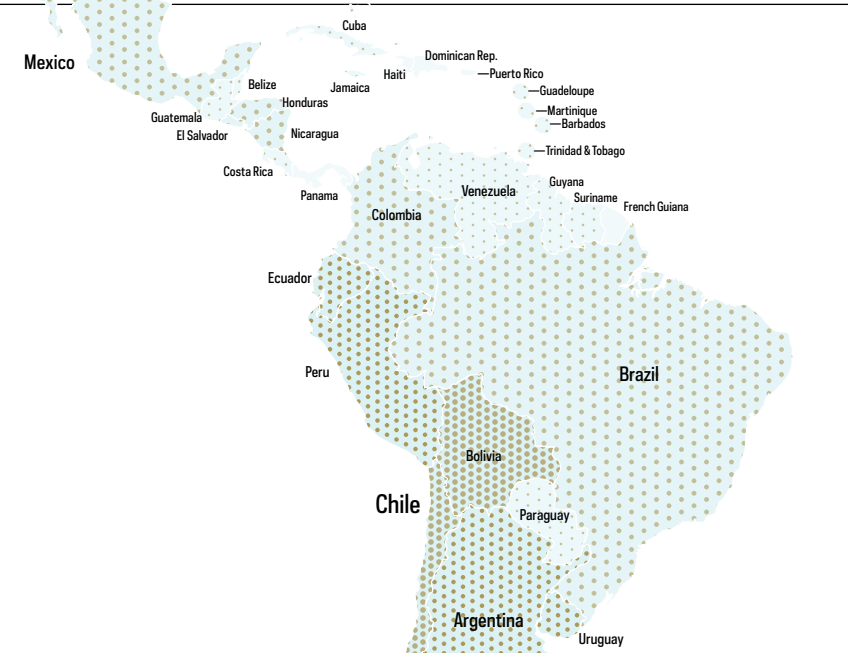 Cuba
Mexico
Dominican Rep.
Haiti
Puerto Rico
Belize
Jamaica
Guadeloupe
Honduras
Martinique
Guatemala
Barbados
El Salvador
Nicaragua
Trinidad & Tobago
Costa Rica
Guyana
Venezuela
Panama
Suriname
French Guiana
Colombia
Ecuador
Peru
Brazil
Bolivia
Chile
Paraguay
Argentina
Uruguay